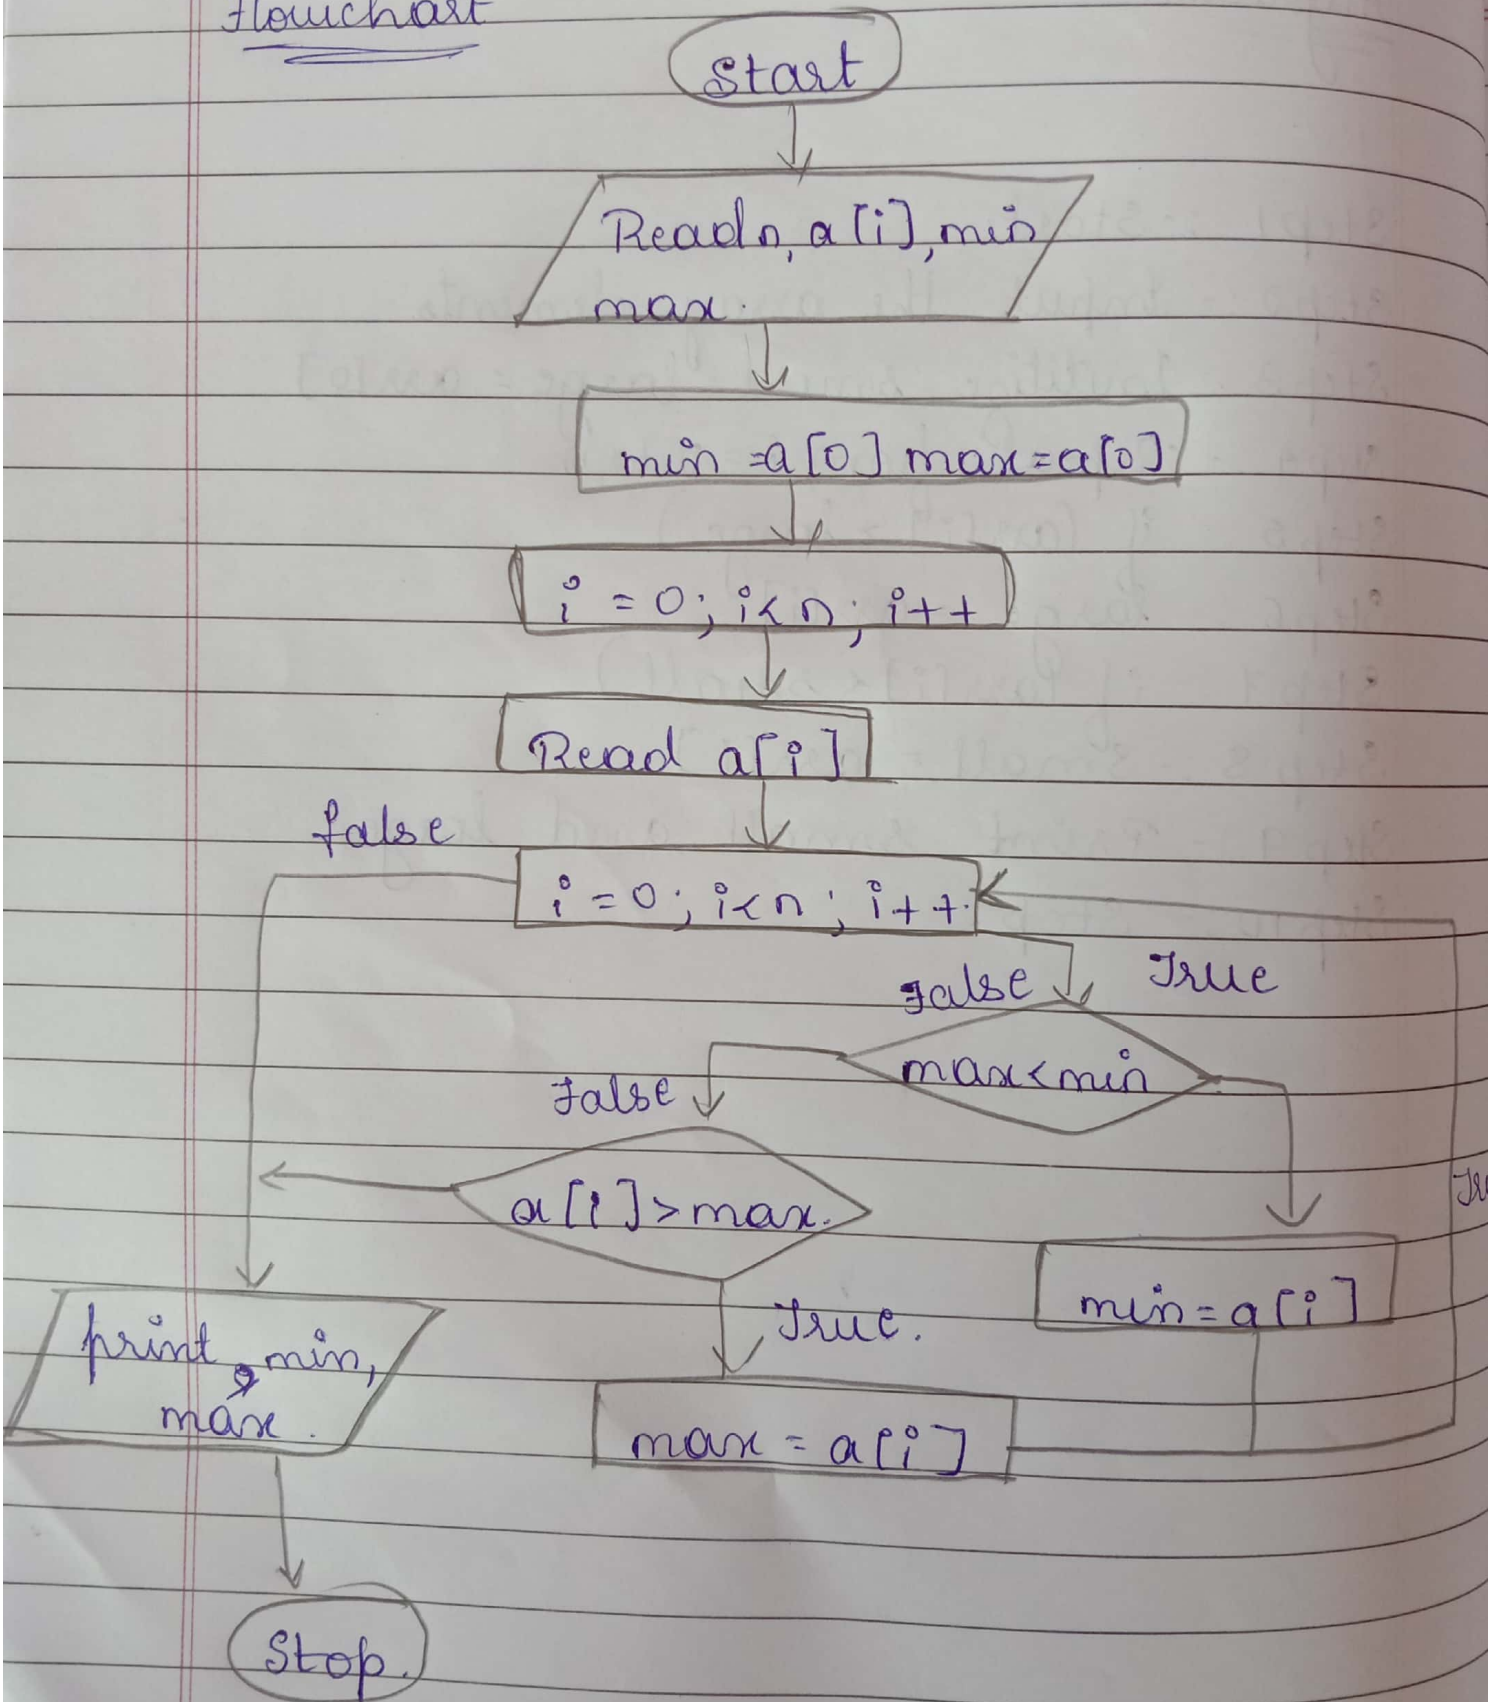 Flowchart
Start
Read n, a[i], min
max.
min = a[0] max = a[0]
i = 0; i < n; i++
Read a[i]
false
i = 0; i < n; i++.
False
True
max < min
False
a[i] > max.
min = a[i]
True.
print, min,
max.
max = a[i]
Stop.